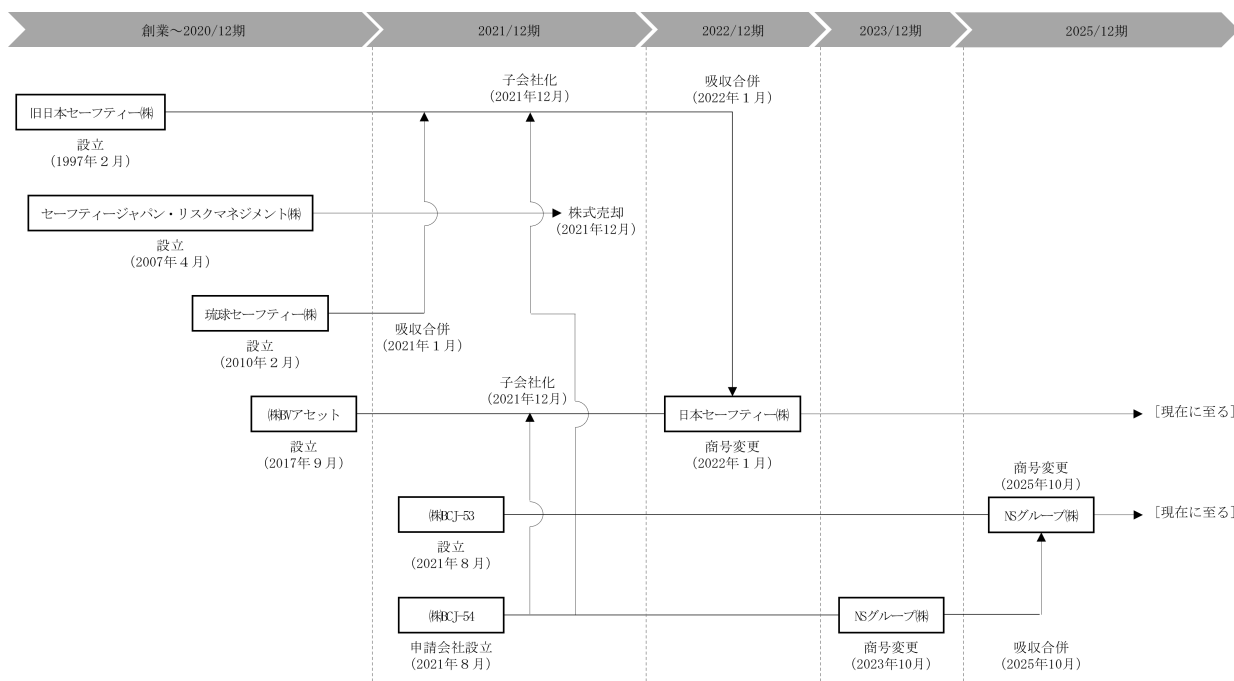 創業～2020/12期
2021/12期
2022/12期
2023/12期
2025/12期
子会社化
(2021年12月)
吸収合併
(2022年１月)
旧日本セーフティー㈱
設立
(1997年２月)
セーフティージャパン・リスクマネジメント㈱
設立
(2007年４月)
株式売却
(2021年12月)
琉球セーフティー㈱
設立
(2010年２月)
吸収合併
(2021年１月)
子会社化
(2021年12月)
㈱BVアセット
設立
(2017年９月)
日本セーフティー㈱
商号変更
(2022年１月)
[現在に至る]
㈱BCJ-53
設立
(2021年８月)
商号変更
(2025年10月)
NSグループ㈱
[現在に至る]
㈱BCJ-54
申請会社設立
(2021年８月)
NSグループ㈱
商号変更
(2023年10月)
吸収合併
(2025年10月)